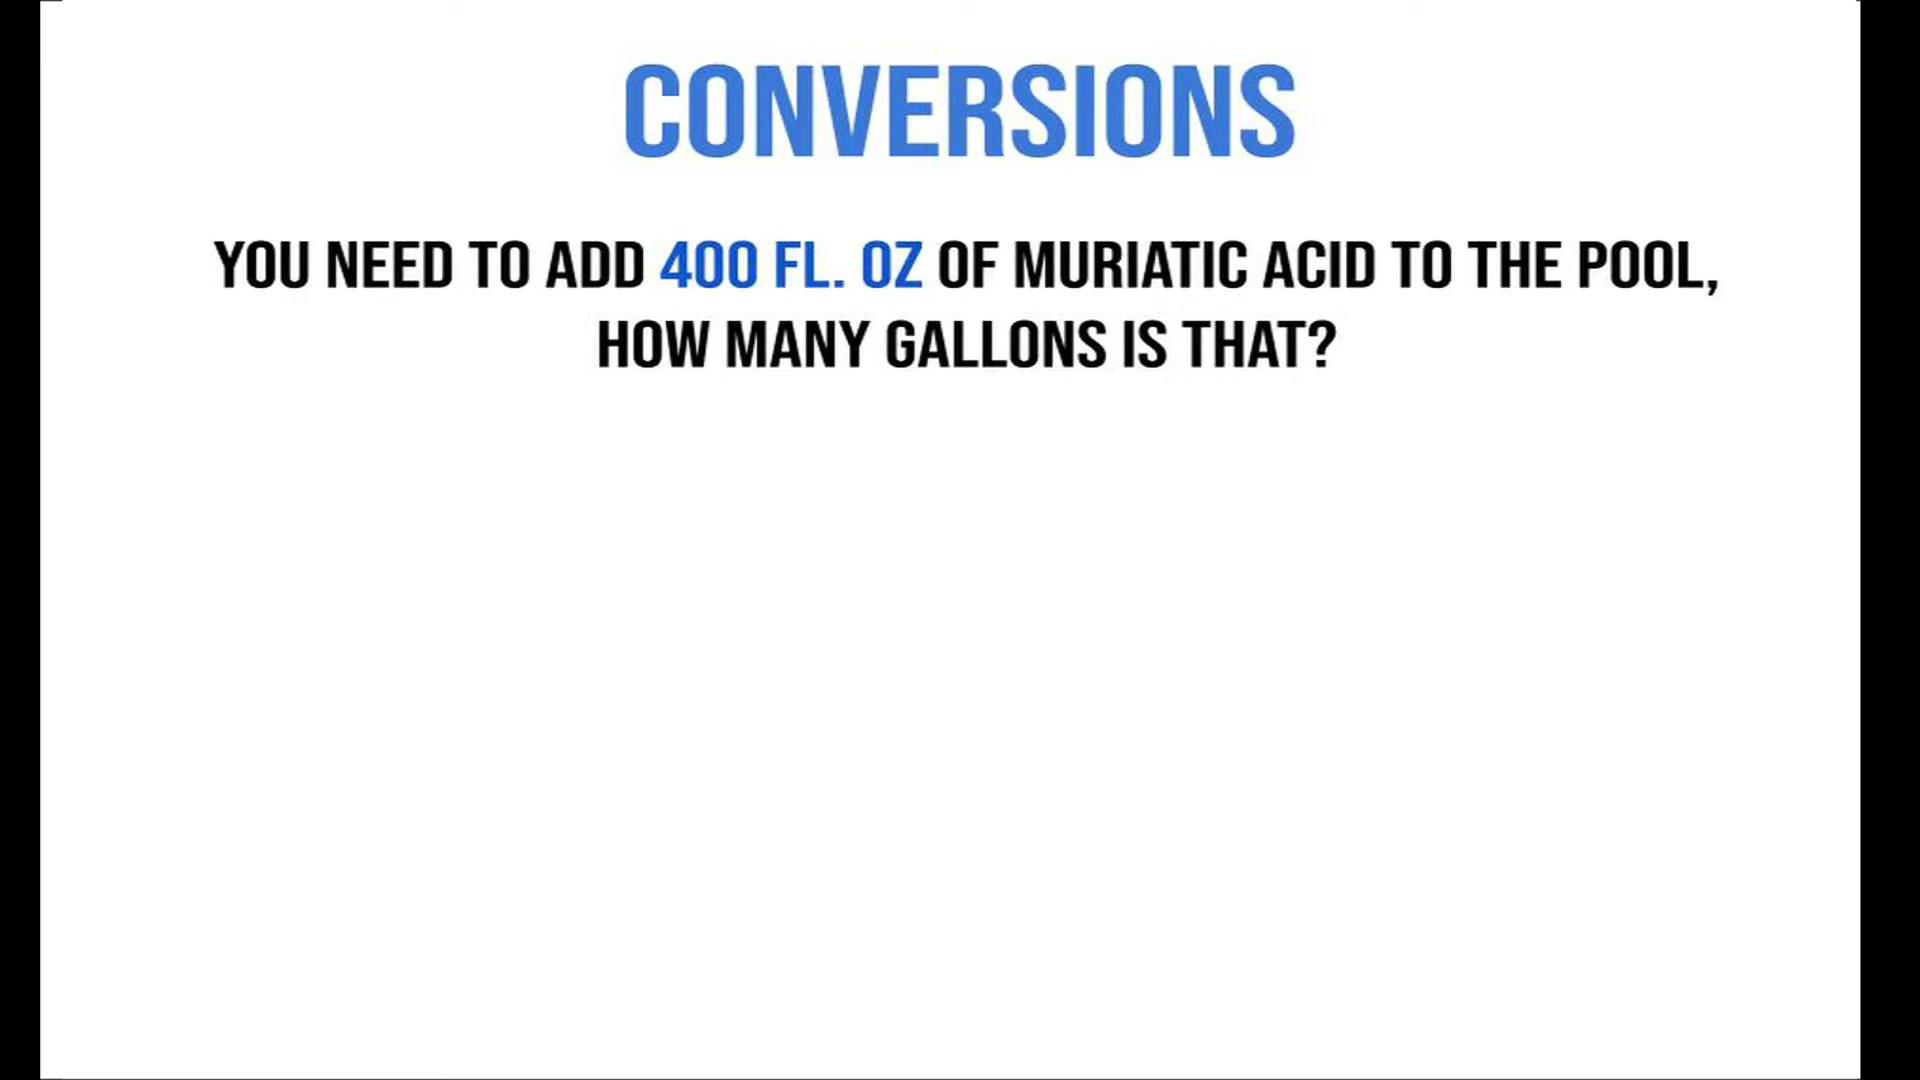 CONVERSIONS
YOU NEED TO ADD 400 FL. OZ OF MURIATIC ACID TO THE POOL,
HOW MANY GALLONS IS THAT?